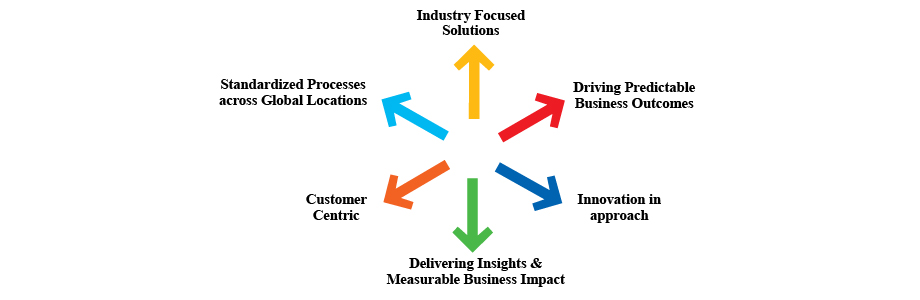 Industry Focused
Solutions
Standardized Processes
across Global Locations
Driving Predictable
Business Outcomes
Customer
Centric
Innovation in
approach
Delivering Insights &
Measurable Business Impact